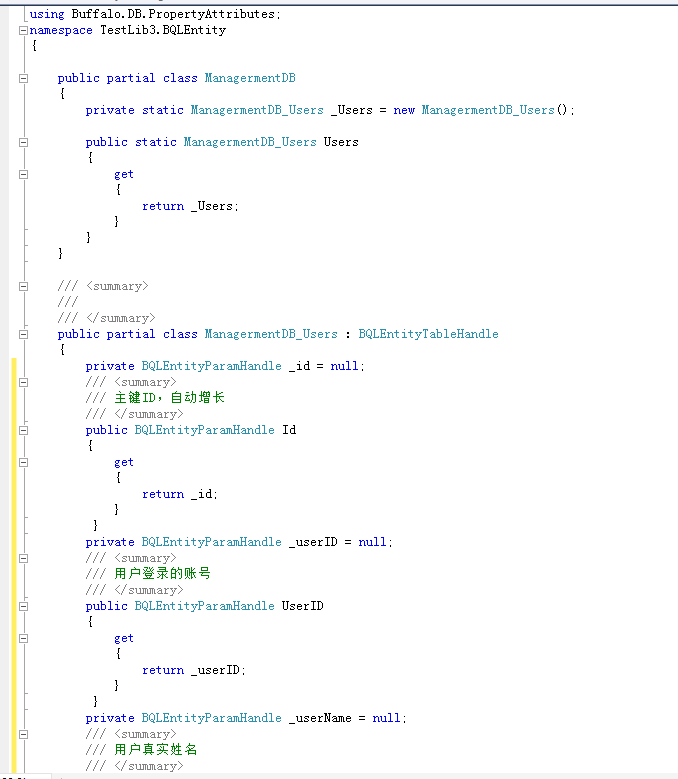 using Buffalo.DB.PropertyAttributes;
namespace TestLib3.BQLEntity
{
public partial class ManagermentDB
{
private static ManagermentDB_Users _Users = new ManagermentDB_Users();
public static ManagermentDB_Users Users
{
get
{
return _Users;
}
}
}
/// <summary>
///
/// </summary>
public partial class ManagermentDB_Users : BQLEntityTableHandle
{
private BQLEntityParamHandle _id = null;
/// <summary>
/// 主键ID，自动增长
/// </summary>
public BQLEntityParamHandle Id
{
get
{
return _id;
}
}
private BQLEntityParamHandle _userID = null;
/// <summary>
/// 用户登录的账号
/// </summary>
public BQLEntityParamHandle UserID
{
get
{
return _userID;
}
}
private BQLEntityParamHandle _userName = null;
/// <summary>
/// 用户真实姓名
/// </summary>